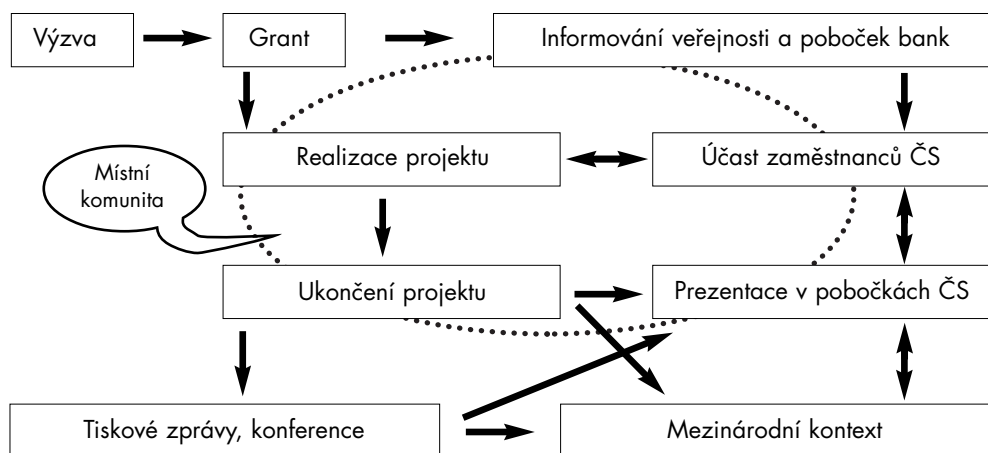 Výzva
Grant
Informování veřejnosti a poboček bank
Realizace projektu
Účast zaměstnanců ČS
Místní
komunita
Ukončení projektu
Prezentace v pobočkách ČS
Tiskové zprávy, konference
Mezinárodní kontext